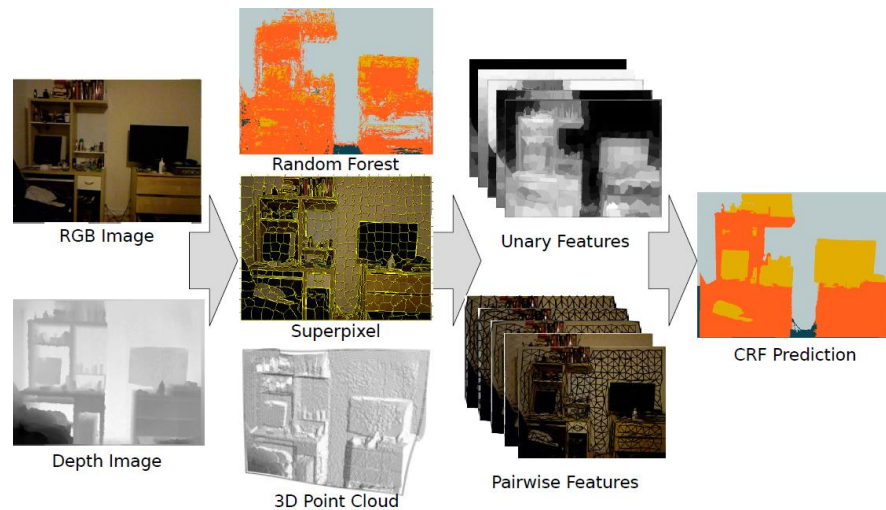 RGB Image
Depth Image
Random Forest
Superpixel
3D Point Cloud
Unary Features
Pairwise Features
CRF Prediction